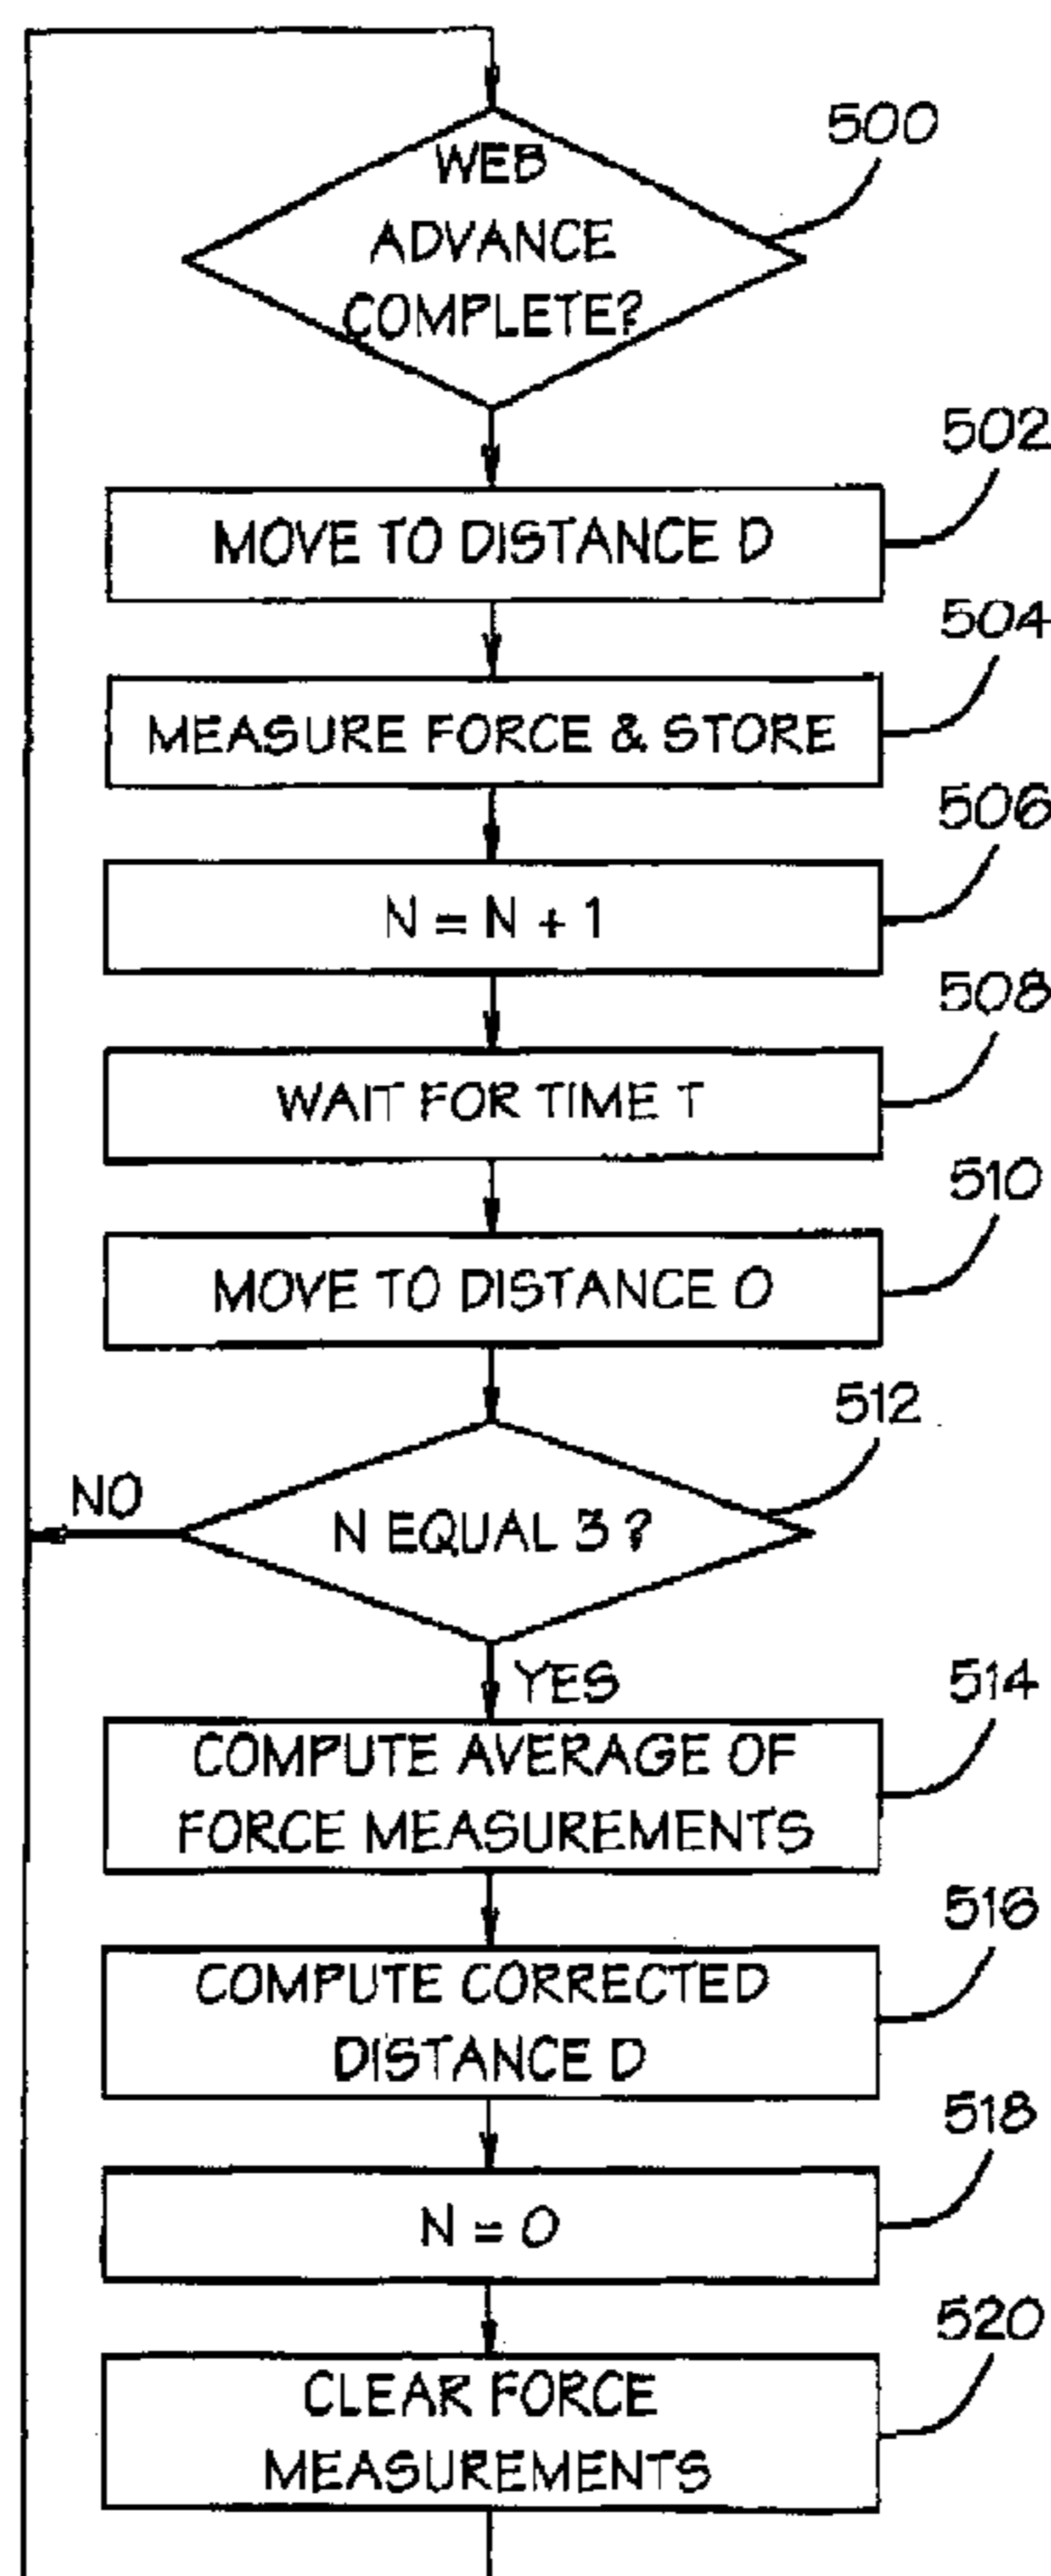 500
WEB
ADVANCE
COMPLETE?
502
MOVE TO DISTANCE D
504
MEASURE FORCE & STORE
506
N = N + 1
508
WAIT FOR TIME T
510
MOVE TO DISTANCE O
512
NO
N EQUAL 3 ?
YES
514
COMPUTE AVERAGE OF
FORCE MEASUREMENTS
516
COMPUTE CORRECTED
DISTANCE D
518
N = O
520
CLEAR FORCE
MEASUREMENTS